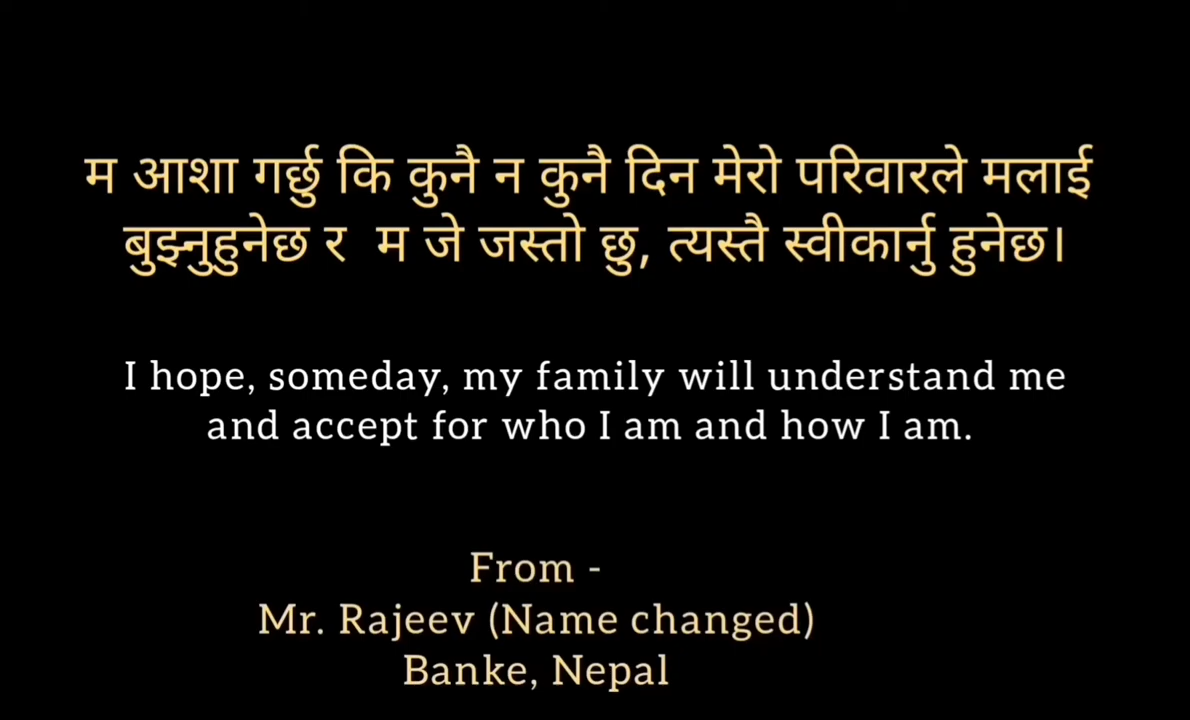 म आशा गर्छु कि कुनै न कुनै दिन मेरो परिवारले मलाई
बुझ्नुहुनेछ र म जे जस्तो छु, त्यस्तै स्वीकार्नु हुनेछ।
I hope, someday, my family will understand me
and accept for who I am and how I am.
From -
Mr. Rajeev (Name changed)
Banke, Nepal